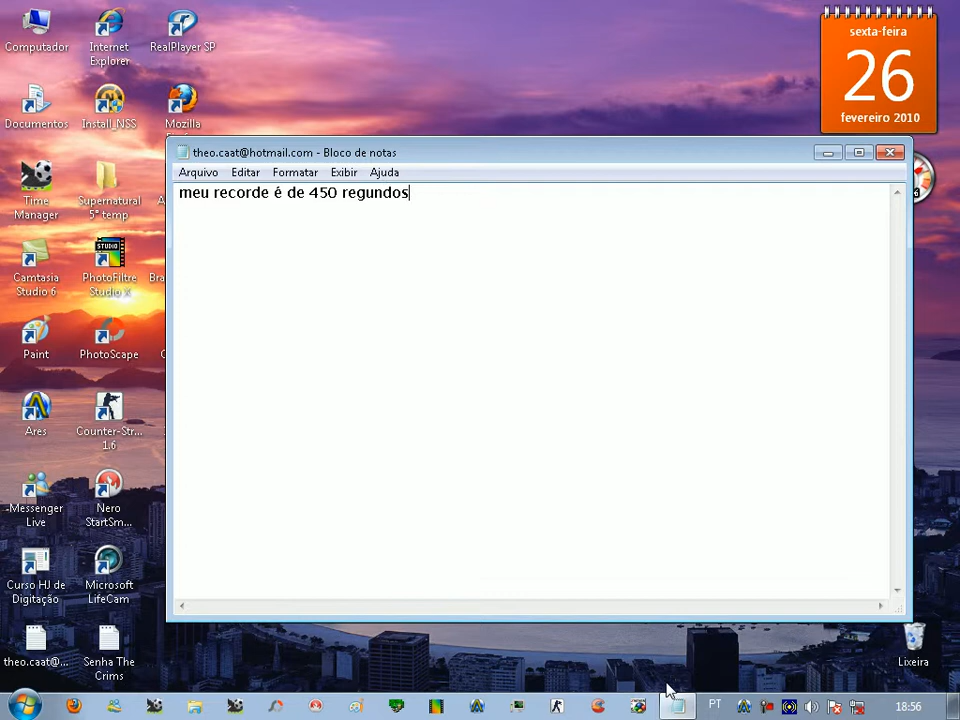 Computador
Internet Explorer
RealPlayer SP
sexta-feira
26
fevereiro 2010
Documentos
Install_NSS
Mozilla
theo.caat@hotmail.com - Bloco de notas
Arquivo Editar Formatar Exibir Ajuda
meu recorde é de 450 regundos
Time Manager
Supernatural 5° temp
Camtasia Studio 6
PhotoFiltre Studio X
Bra
STUDIO
Paint
PhotoScape
Ares
Counter-Str... 1.6
Messenger Live
Nero StartSm...
Curso HJ de Digitação
Microsoft LifeCam
theo.caat@...
Senha The Crims
Lixeira
PT
18:56